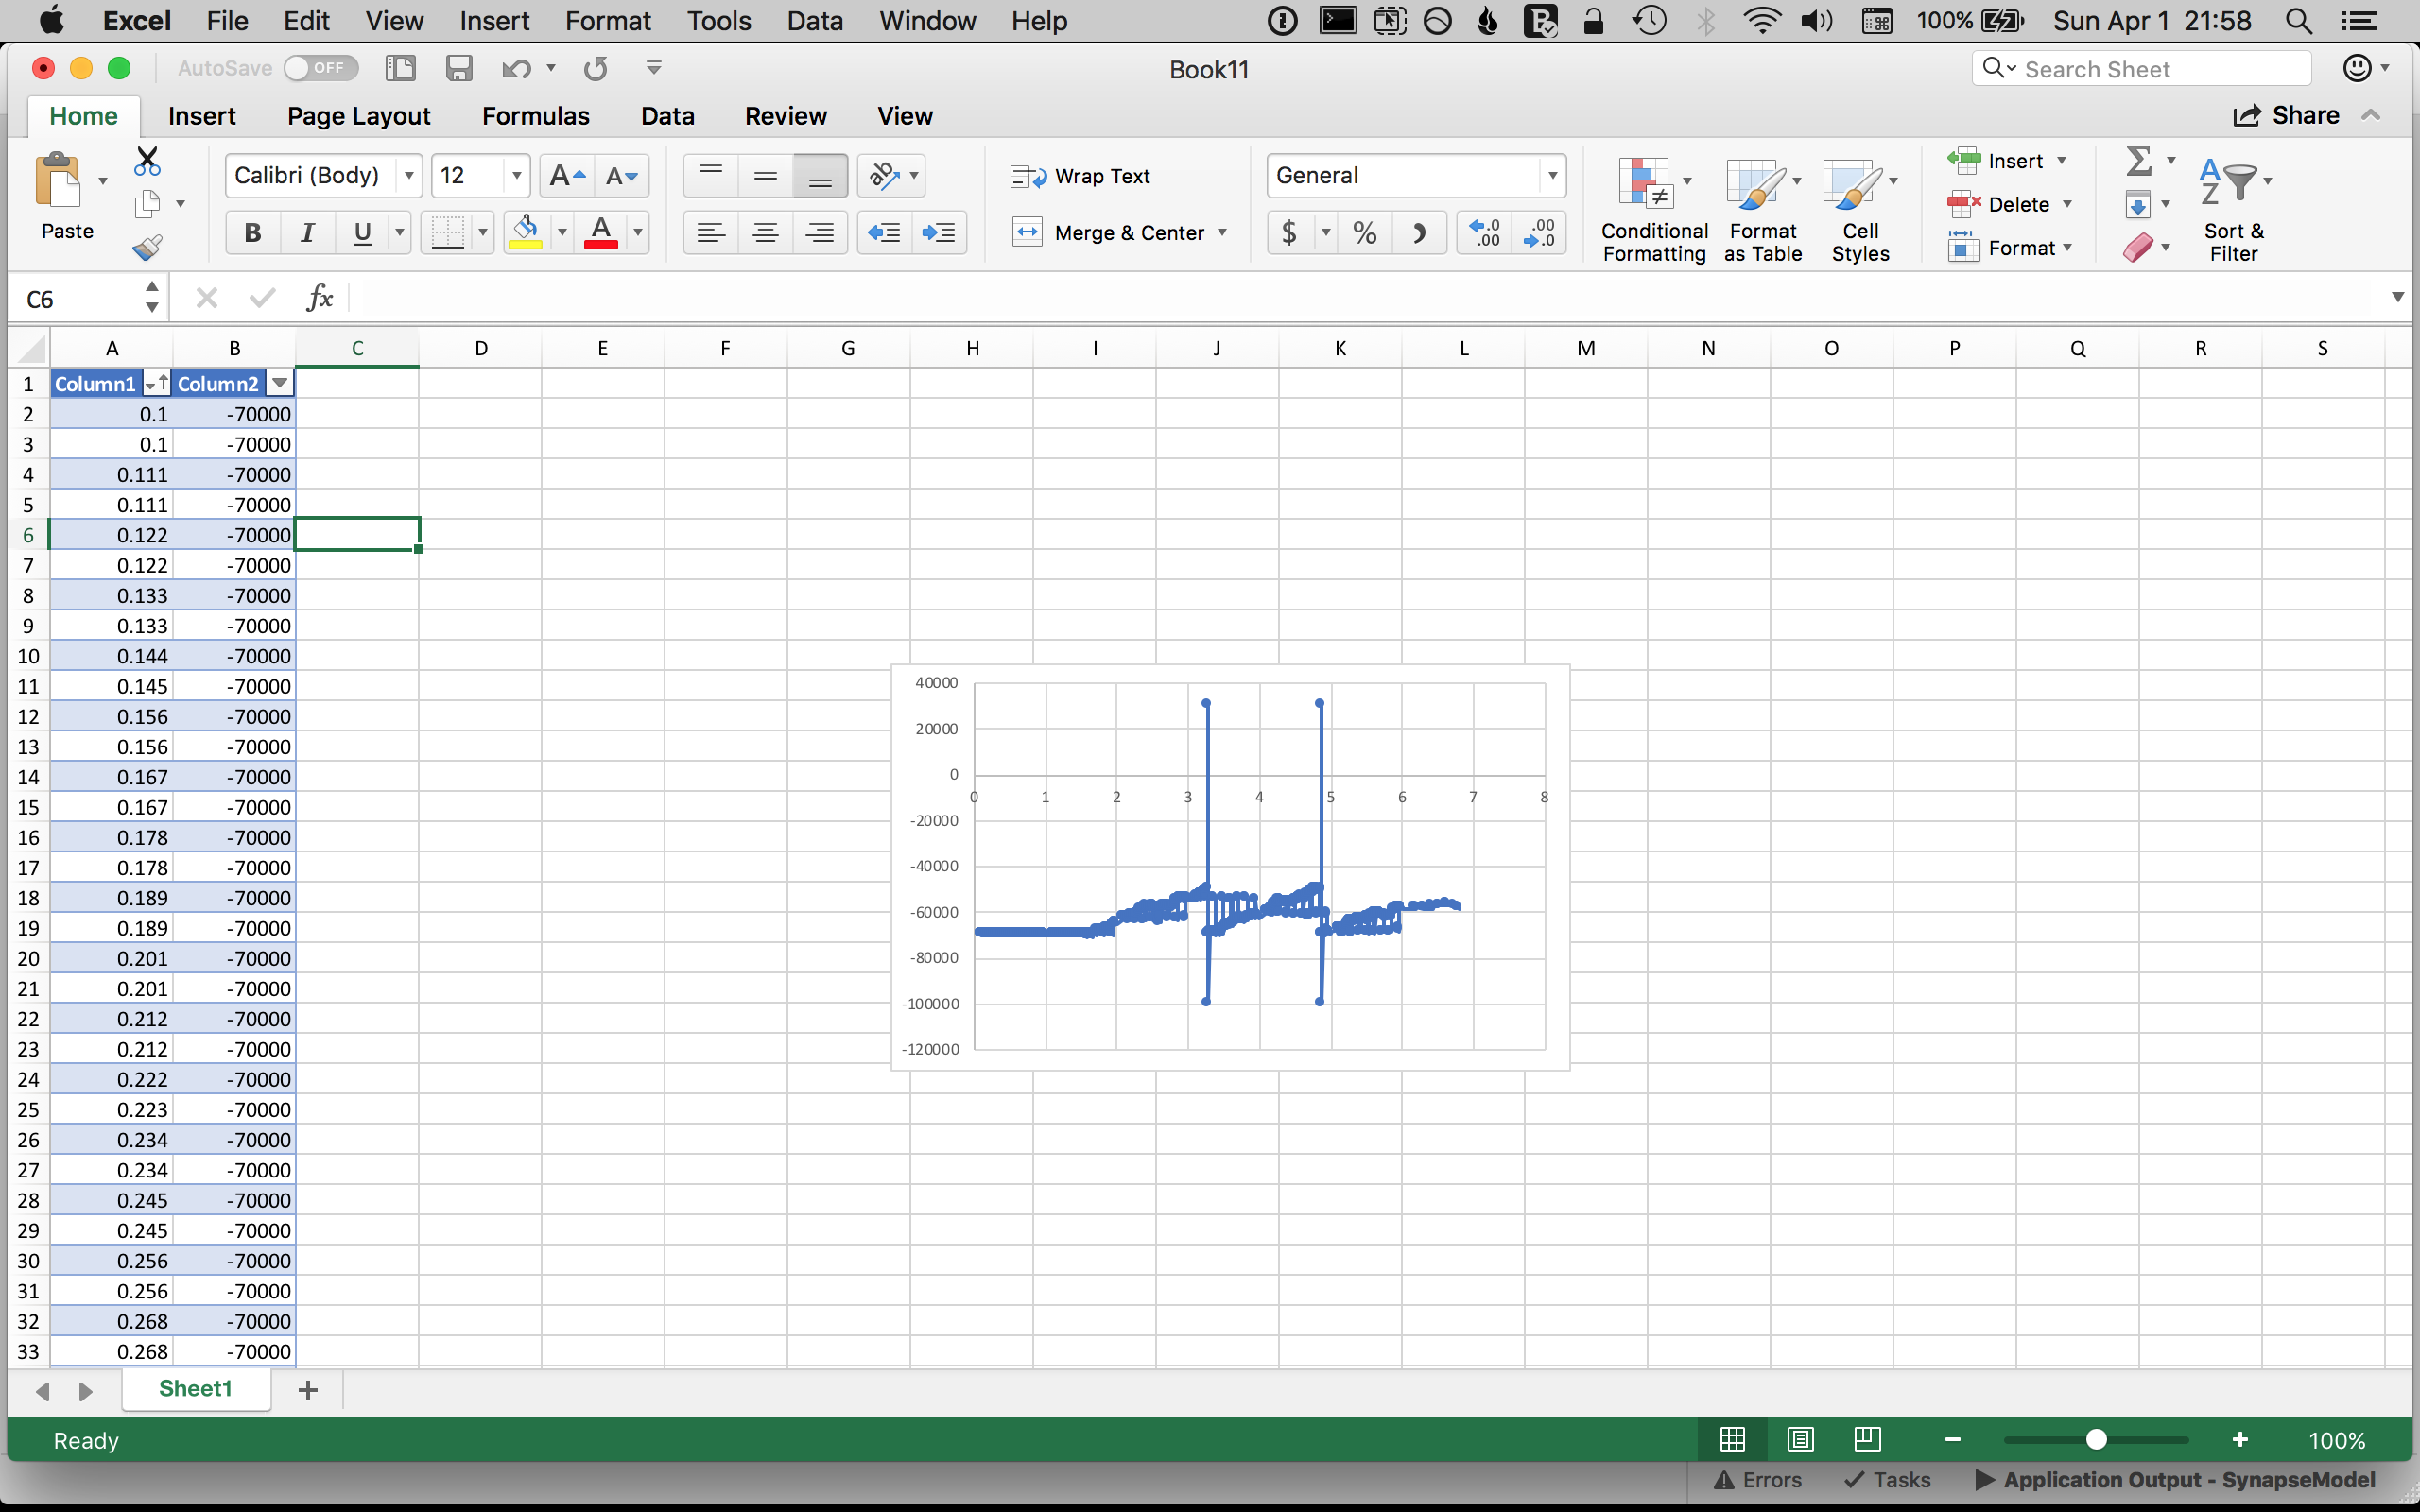 Excel File Edit View Insert Format Tools Data Window Help 100% Sun Apr 1 21:58
AutoSave OFF Book11 Search Sheet
Home Insert Page Layout Formulas Data Review View Share
Paste Calibri (Body) 12 A A ab Wrap Text General Conditional Formatting Format as Table Cell Styles Insert Delete Format Σ A Z Sort & Filter
B I U A Merge & Center $ % .0 .00 .00 .0
C6 fx
A B C D E F G H I J K L M N O P Q R S
1 Column1 Column2
2 0.1 -70000
3 0.1 -70000
4 0.111 -70000
5 0.111 -70000
6 0.122 -70000
7 0.122 -70000
8 0.133 -70000
9 0.133 -70000
10 0.144 -70000
11 0.145 -70000
12 0.156 -70000
13 0.156 -70000
14 0.167 -70000
15 0.167 -70000
16 0.178 -70000
17 0.178 -70000
18 0.189 -70000
19 0.189 -70000
20 0.201 -70000
21 0.201 -70000
22 0.212 -70000
23 0.212 -70000
24 0.222 -70000
25 0.223 -70000
26 0.234 -70000
27 0.234 -70000
28 0.245 -70000
29 0.245 -70000
30 0.256 -70000
31 0.256 -70000
32 0.268 -70000
33 0.268 -70000
40000
20000
0
0 1 2 3 4 5 6 7 8
-20000
-40000
-60000
-80000
-100000
-120000
Sheet1 +
Ready 100%
Errors Tasks Application Output - SynapseModel